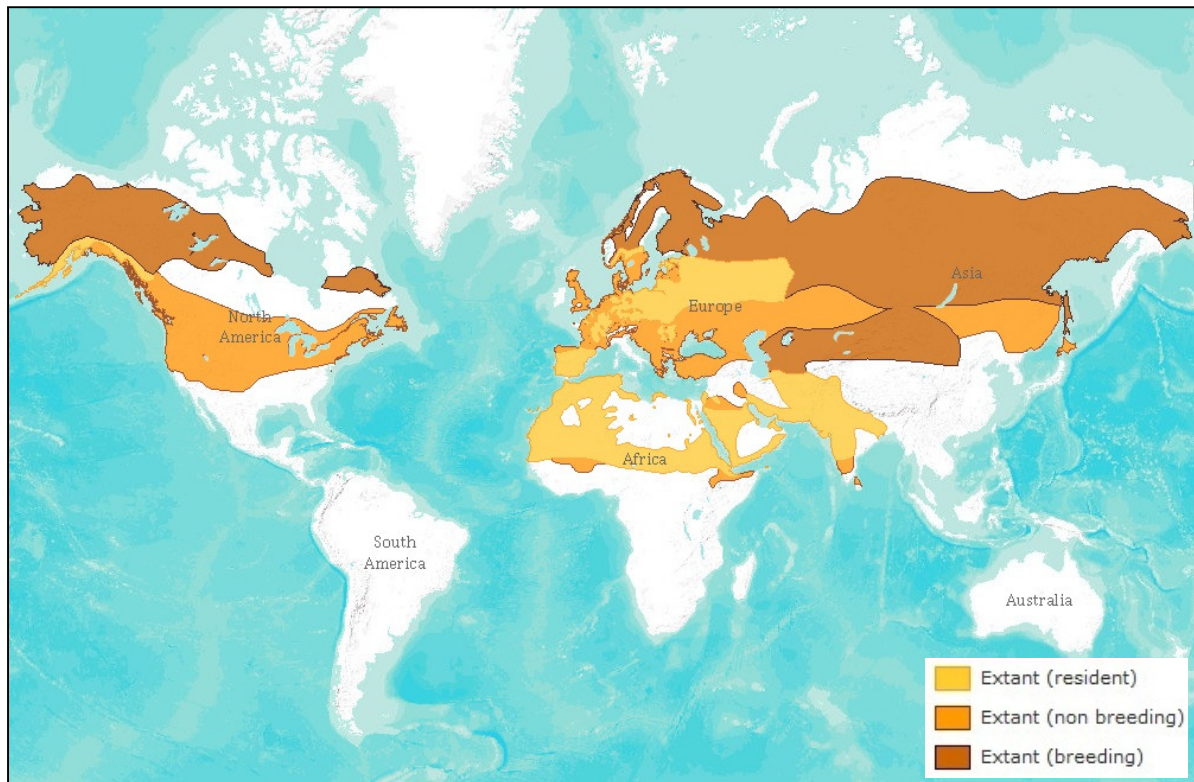 Asia
Europe
North
America
Africa
South
America
Australia
Extant (resident)
Extant (non breeding)
Extant (breeding)